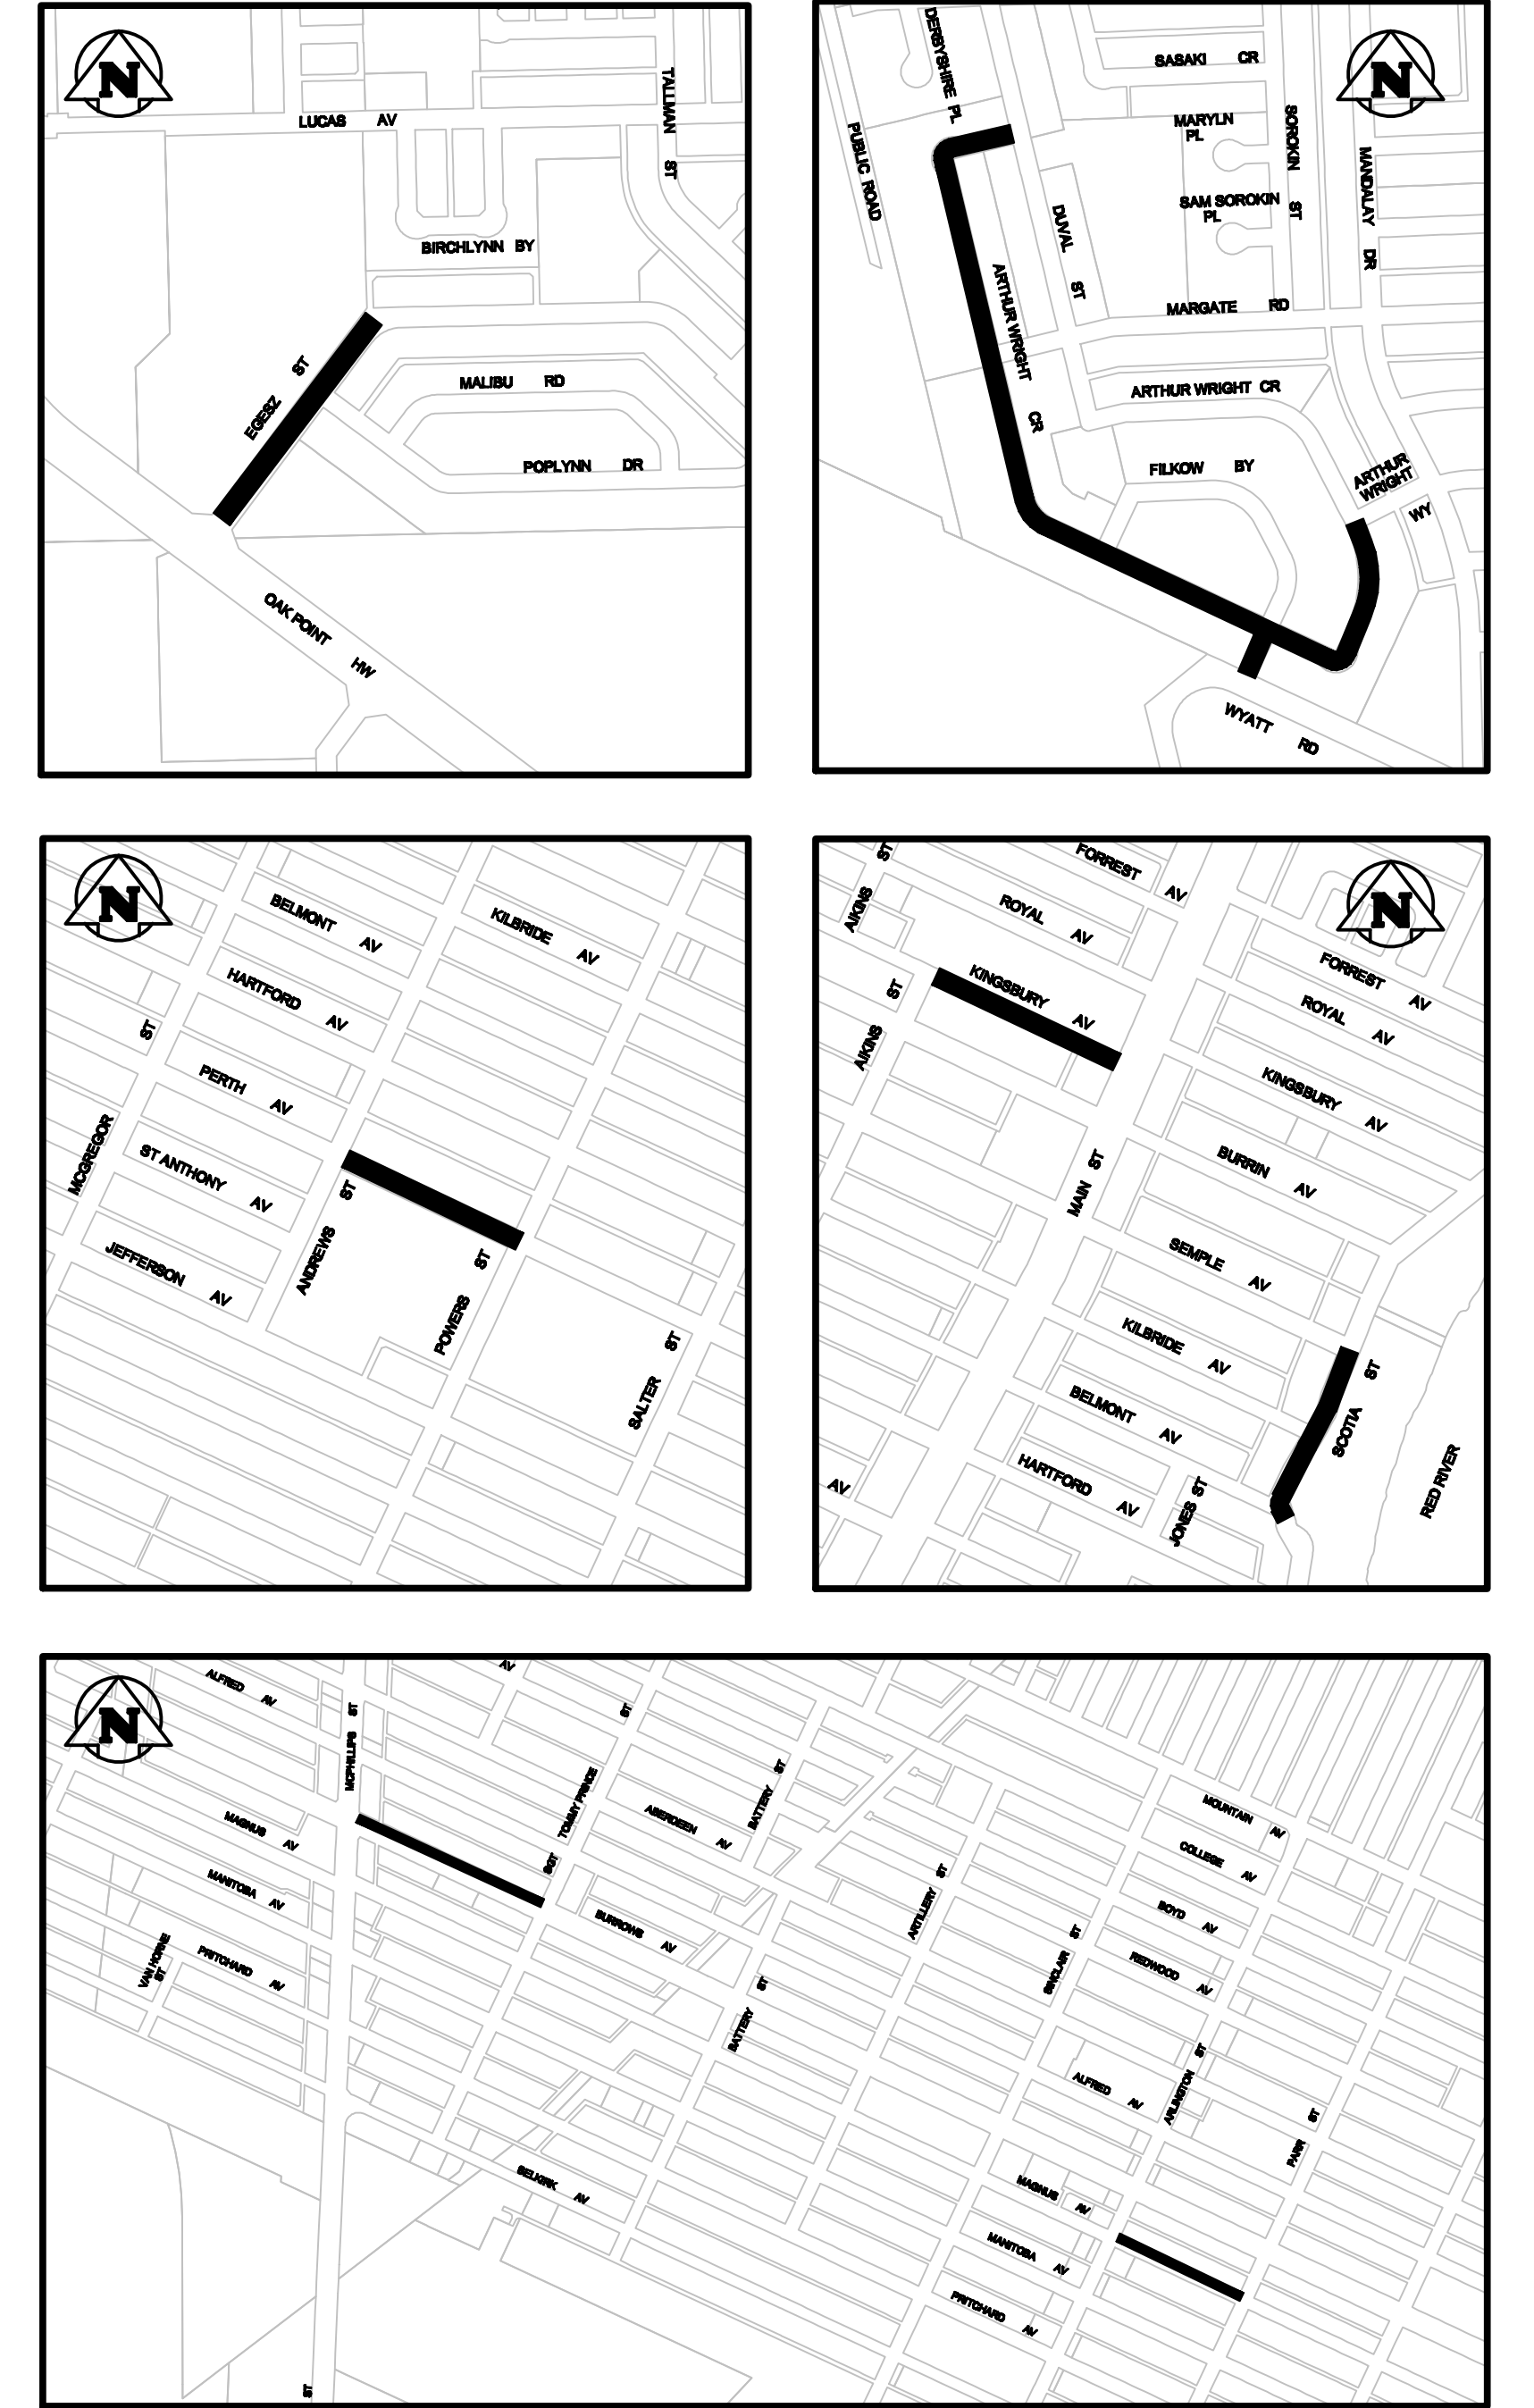 N
LUCAS AV
TALLMAN ST
BIRCHLYNN BY
EGESZ ST
MALIBU RD
POPLYNN DR
OAK POINT HW
N
DERBYSHIRE PL
SASAKI CR
PUBLIC ROAD
MARYLN
PL
SOROKIN ST
MANDALAY DR
SAM SOROKIN
PL
DUVAL ST
ARTHUR WRIGHT CR
MARGATE RD
ARTHUR WRIGHT CR
FILKOW BY
ARTHUR
WRIGHT
WY
WYATT RD
N
BELMONT AV
KILBRIDE AV
HARTFORD AV
MCGREGOR ST
PERTH AV
ST ANTHONY AV
ANDREWS ST
JEFFERSON AV
POWERS ST
SALTER ST
N
AIKINS ST
FORREST AV
ROYAL AV
KINGSBURY AV
AIKINS ST
FORREST AV
ROYAL AV
KINGSBURY AV
MAIN ST
BURRIN AV
SEMPLE AV
KILBRIDE AV
BELMONT AV
SCOTIA ST
HARTFORD AV
AV
JONES ST
RED RIVER
N
ALFRED AV
MCPHILLIPS ST
AV
SGT TOMMY PRINCE ST
BATTERY ST
MAGNUS AV
ABERDEEN AV
MOUNTAIN AV
COLLEGE AV
MANITOBA AV
BURROWS AV
ARTILLERY ST
BOYD AV
VAN HORNE
ST
PRITCHARD AV
SINCLAIR ST
REDWOOD AV
BATTERY ST
ALFRED AV
ARLINGTON ST
PARR ST
SELKIRK AV
MAGNUS AV
MANITOBA AV
PRITCHARD AV
ST